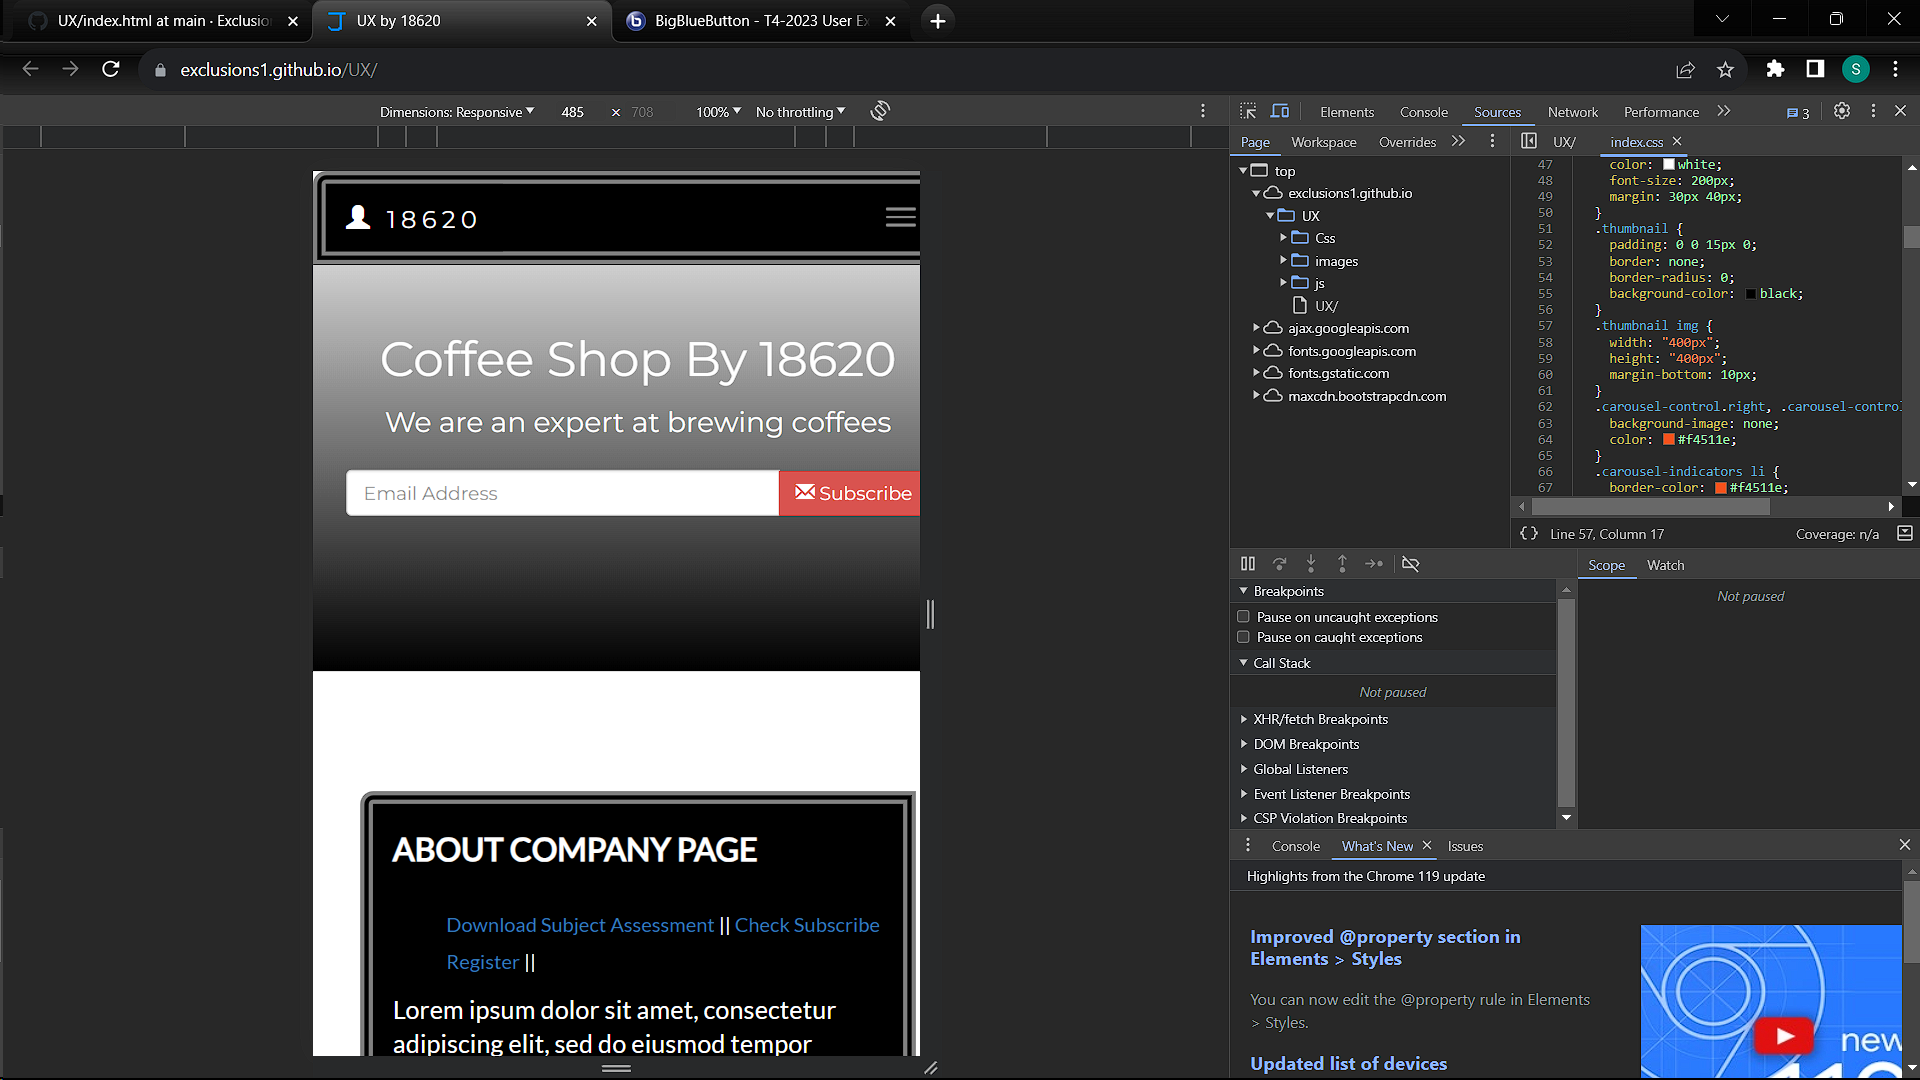 UX/index.html at main · Exclusio
UX by 18620
BigBlueButton - T4-2023 User Ex
exclusions1.github.io/UX/
S
Dimensions: Responsive
485
×
708
100%
No throttling
Elements
Console
Sources
Network
Performance
3
Page
Workspace
Overrides
UX/
index.css
top
exclusions1.github.io
UX
Css
images
js
UX/
ajax.googleapis.com
fonts.googleapis.com
fonts.gstatic.com
maxcdn.bootstrapcdn.com
47 color: white;
48 font-size: 200px;
49 margin: 30px 40px;
50 }
51 .thumbnail {
52 padding: 0 0 15px 0;
53 border: none;
54 border-radius: 0;
55 background-color: black;
56 }
57 .thumbnail img {
58 width: "400px";
59 height: "400px";
60 margin-bottom: 10px;
61 }
62 .carousel-control.right, .carousel-control
63 background-image: none;
64 color: #f4511e;
65 }
66 .carousel-indicators li {
67 border-color: #f4511e;
{} Line 57, Column 17
Coverage: n/a
18620
Coffee Shop By 18620
We are an expert at brewing coffees
Email Address
Subscribe
ABOUT COMPANY PAGE
Download Subject Assessment || Check Subscribe
Register ||
Lorem ipsum dolor sit amet, consectetur
adipiscing elit, sed do eiusmod tempor
Scope
Watch
Not paused
Breakpoints
Pause on uncaught exceptions
Pause on caught exceptions
Call Stack
Not paused
XHR/fetch Breakpoints
DOM Breakpoints
Global Listeners
Event Listener Breakpoints
CSP Violation Breakpoints
Console
What's New
Issues
Highlights from the Chrome 119 update
Improved @property section in
Elements > Styles
You can now edit the @property rule in Elements
> Styles.
Updated list of devices
new